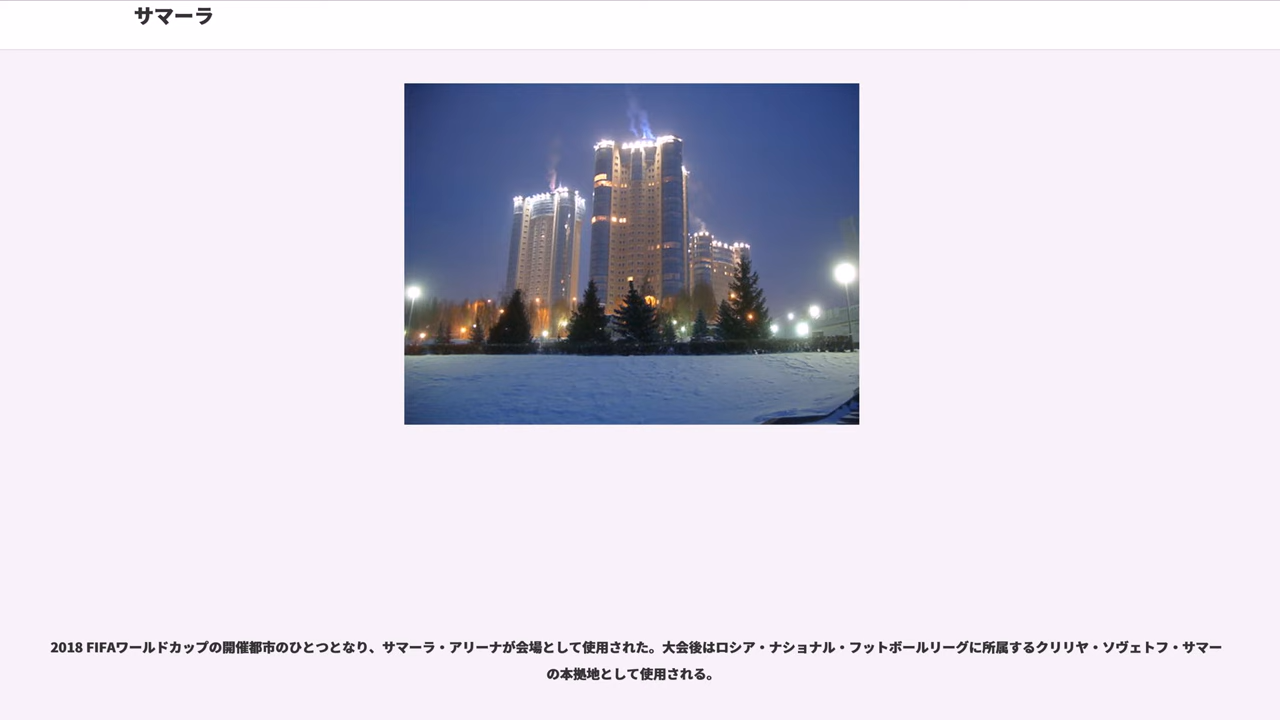 サマーラ
2018 FIFAワールドカップの開催都市のひとつとなり、サマーラ・アリーナが会場として使用された。大会後はロシア・ナショナル・フットボールリーグに所属するクリリヤ・ソヴェトフ・サマー
の本拠地として使用される。